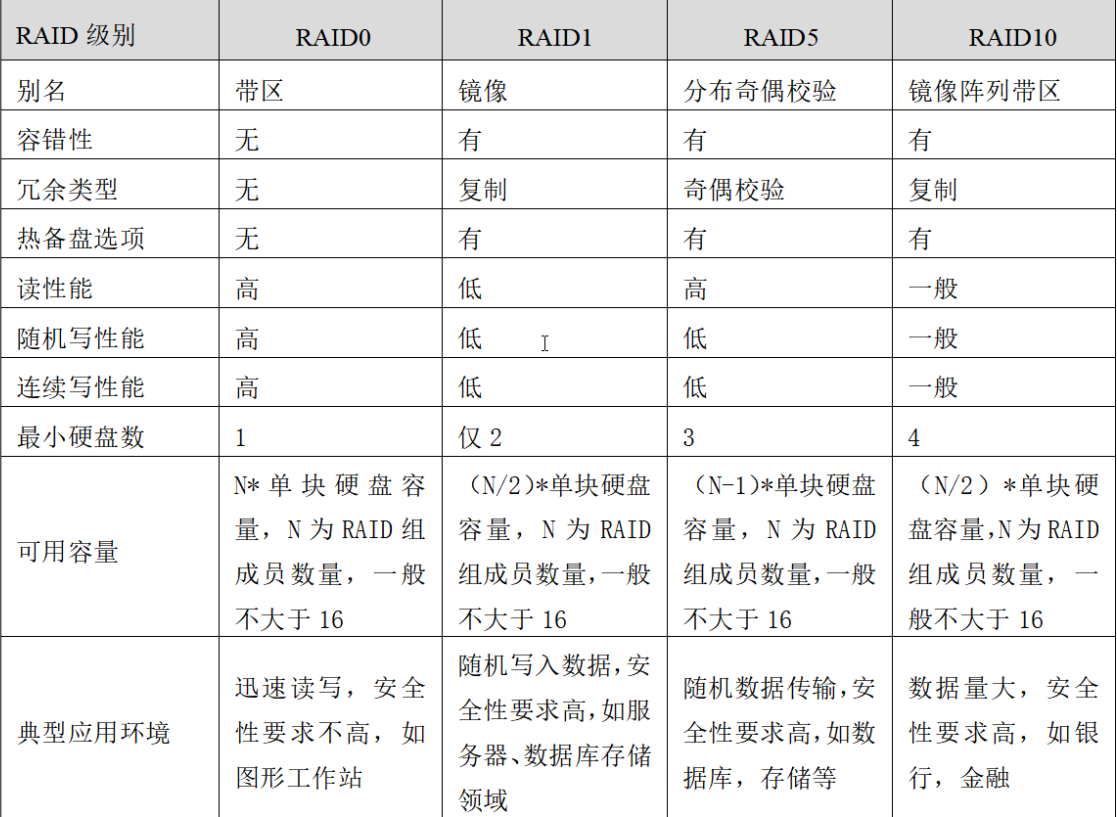 RAID 级别 RAID0 RAID1 RAID5 RAID10
别名 带区 镜像 分布奇偶校验 镜像阵列带区
容错性 无 有 有 有
冗余类型 无 复制 奇偶校验 复制
热备盘选项 无 有 有 有
读性能 高 低 高 一般
随机写性能 高 低 低 一般
连续写性能 高 低 低 一般
最小硬盘数 1 仅 2 3 4
可用容量
N*单块硬盘容
量，N 为 RAID 组
成员数量，一般
不大于 16
（N/2）*单块硬盘
容量，N 为 RAID
组成员数量，一般
不大于 16
（N-1）*单块硬盘
容量，N 为 RAID
组成员数量，一般
不大于 16
（N/2）*单块硬
盘容量，N 为 RAID
组成员数量，一
般不大于 16
典型应用环境
迅速读写，安全
性要求不高，如
图形工作站
随机写入数据，安
全性要求高，如服
务器、数据库存储
领域
随机数据传输，安
全性要求高，如数
据库，存储等
数据量大，安全
性要求高，如银
行，金融